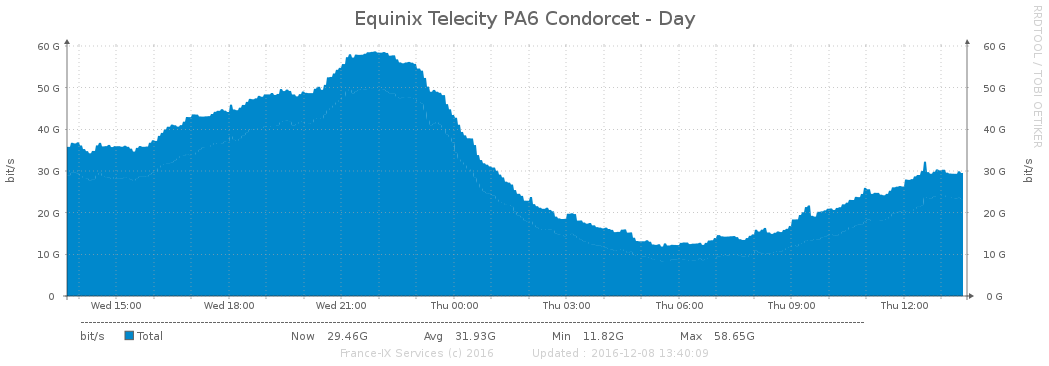 Equinix Telecity PA6 Condorcet - Day
RRDTOOL / TOBI OETIKER
bit/s
60 G
50 G
40 G
30 G
20 G
10 G
0
60 G
50 G
40 G
30 G
20 G
10 G
0 G
bit/s
Wed 15:00 Wed 18:00 Wed 21:00 Thu 00:00 Thu 03:00 Thu 06:00 Thu 09:00 Thu 12:00
bit/s Total Now 29.46G Avg 31.93G Min 11.82G Max 58.65G
France-IX Services (c) 2016 Updated : 2016-12-08 13:40:09